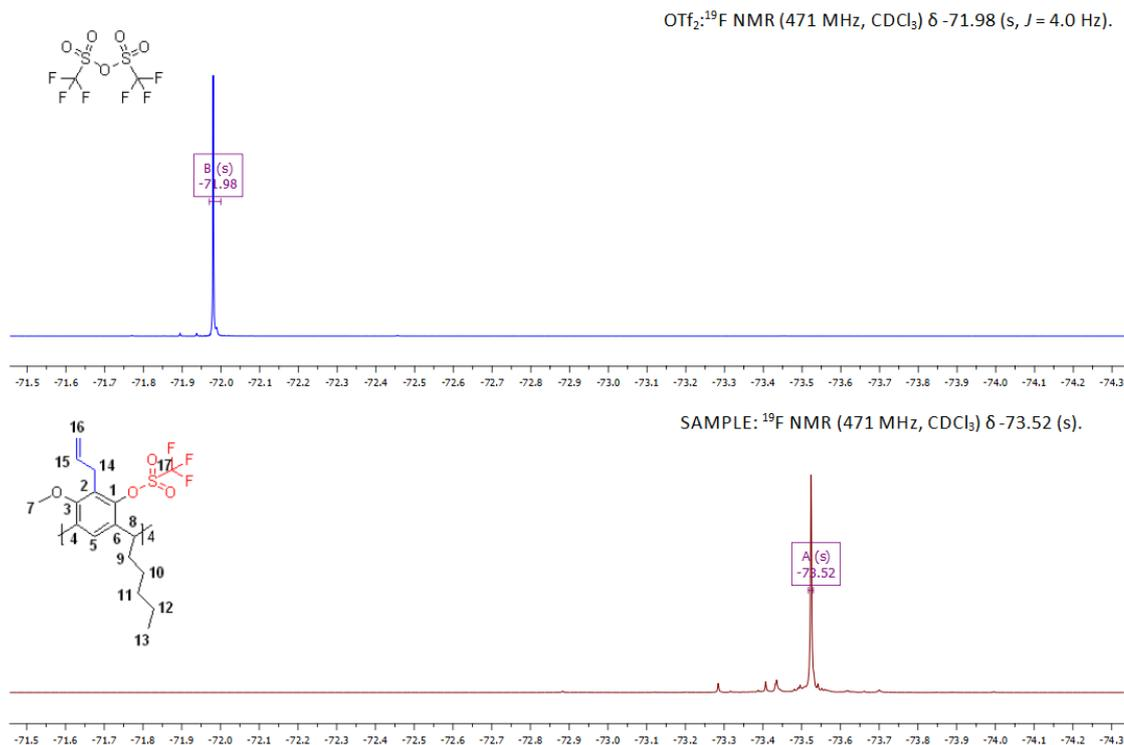 OTf₂:¹⁹F NMR (471 MHz, CDCl₃) δ -71.98 (s, J = 4.0 Hz).
O O O O
S S
O
F F
F F F F
B (s)
-71.98
-71.5 -71.6 -71.7 -71.8 -71.9 -72.0 -72.1 -72.2 -72.3 -72.4 -72.5 -72.6 -72.7 -72.8 -72.9 -73.0 -73.1 -73.2 -73.3 -73.4 -73.5 -73.6 -73.7 -73.8 -73.9 -74.0 -74.1 -74.2 -74.3
SAMPLE: ¹⁹F NMR (471 MHz, CDCl₃) δ -73.52 (s).
16
15 14
O 17 F F
S F
2 1 O O
7 O 3
8
4 5 6 4 4
9
10
11
12
13
A (s)
-73.52
-71.5 -71.6 -71.7 -71.8 -71.9 -72.0 -72.1 -72.2 -72.3 -72.4 -72.5 -72.6 -72.7 -72.8 -72.9 -73.0 -73.1 -73.2 -73.3 -73.4 -73.5 -73.6 -73.7 -73.8 -73.9 -74.0 -74.1 -74.2 -74.3